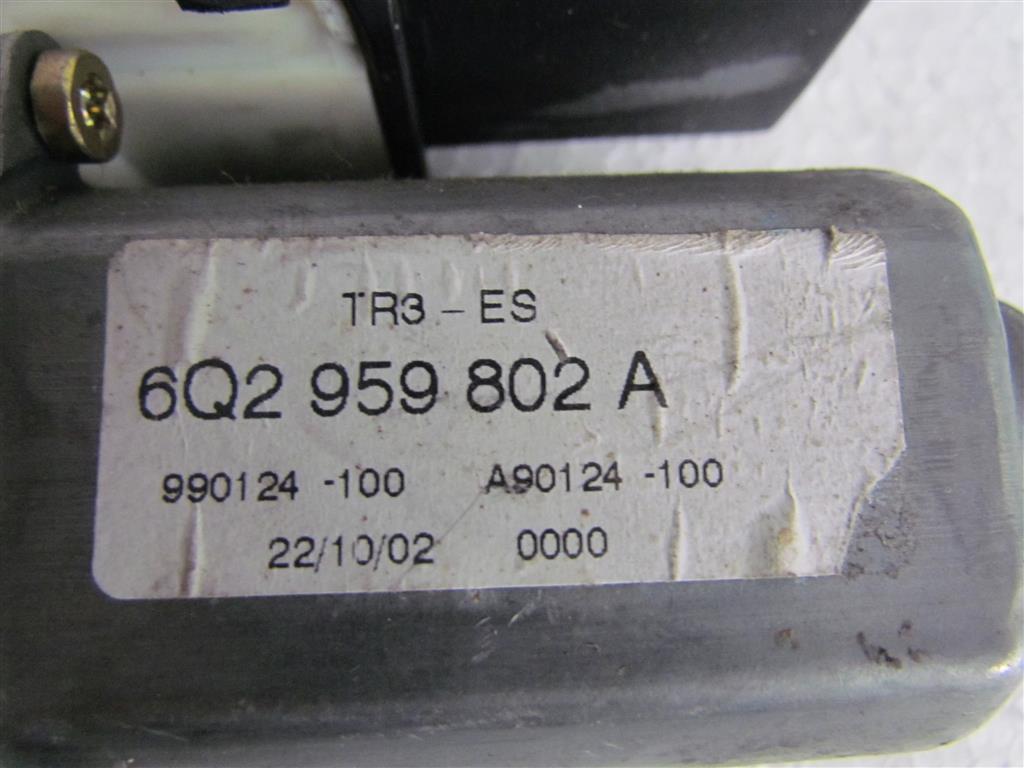 TR3 - ES
6Q2 959 802 A
990124 -100 A90124 -100
22/10/02 0000